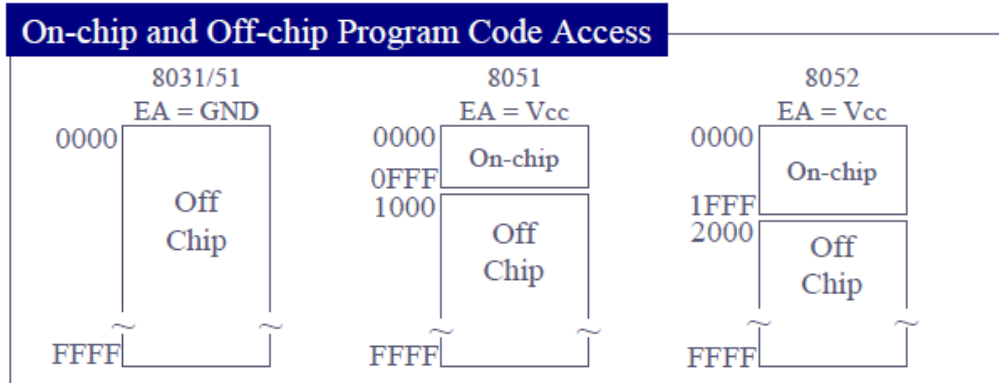 On-chip and Off-chip Program Code Access
8031/51
EA = GND
0000
Off
Chip
FFFF
8051
EA = Vcc
0000
On-chip
0FFF
1000
Off
Chip
FFFF
8052
EA = Vcc
0000
On-chip
1FFF
2000
Off
Chip
FFFF